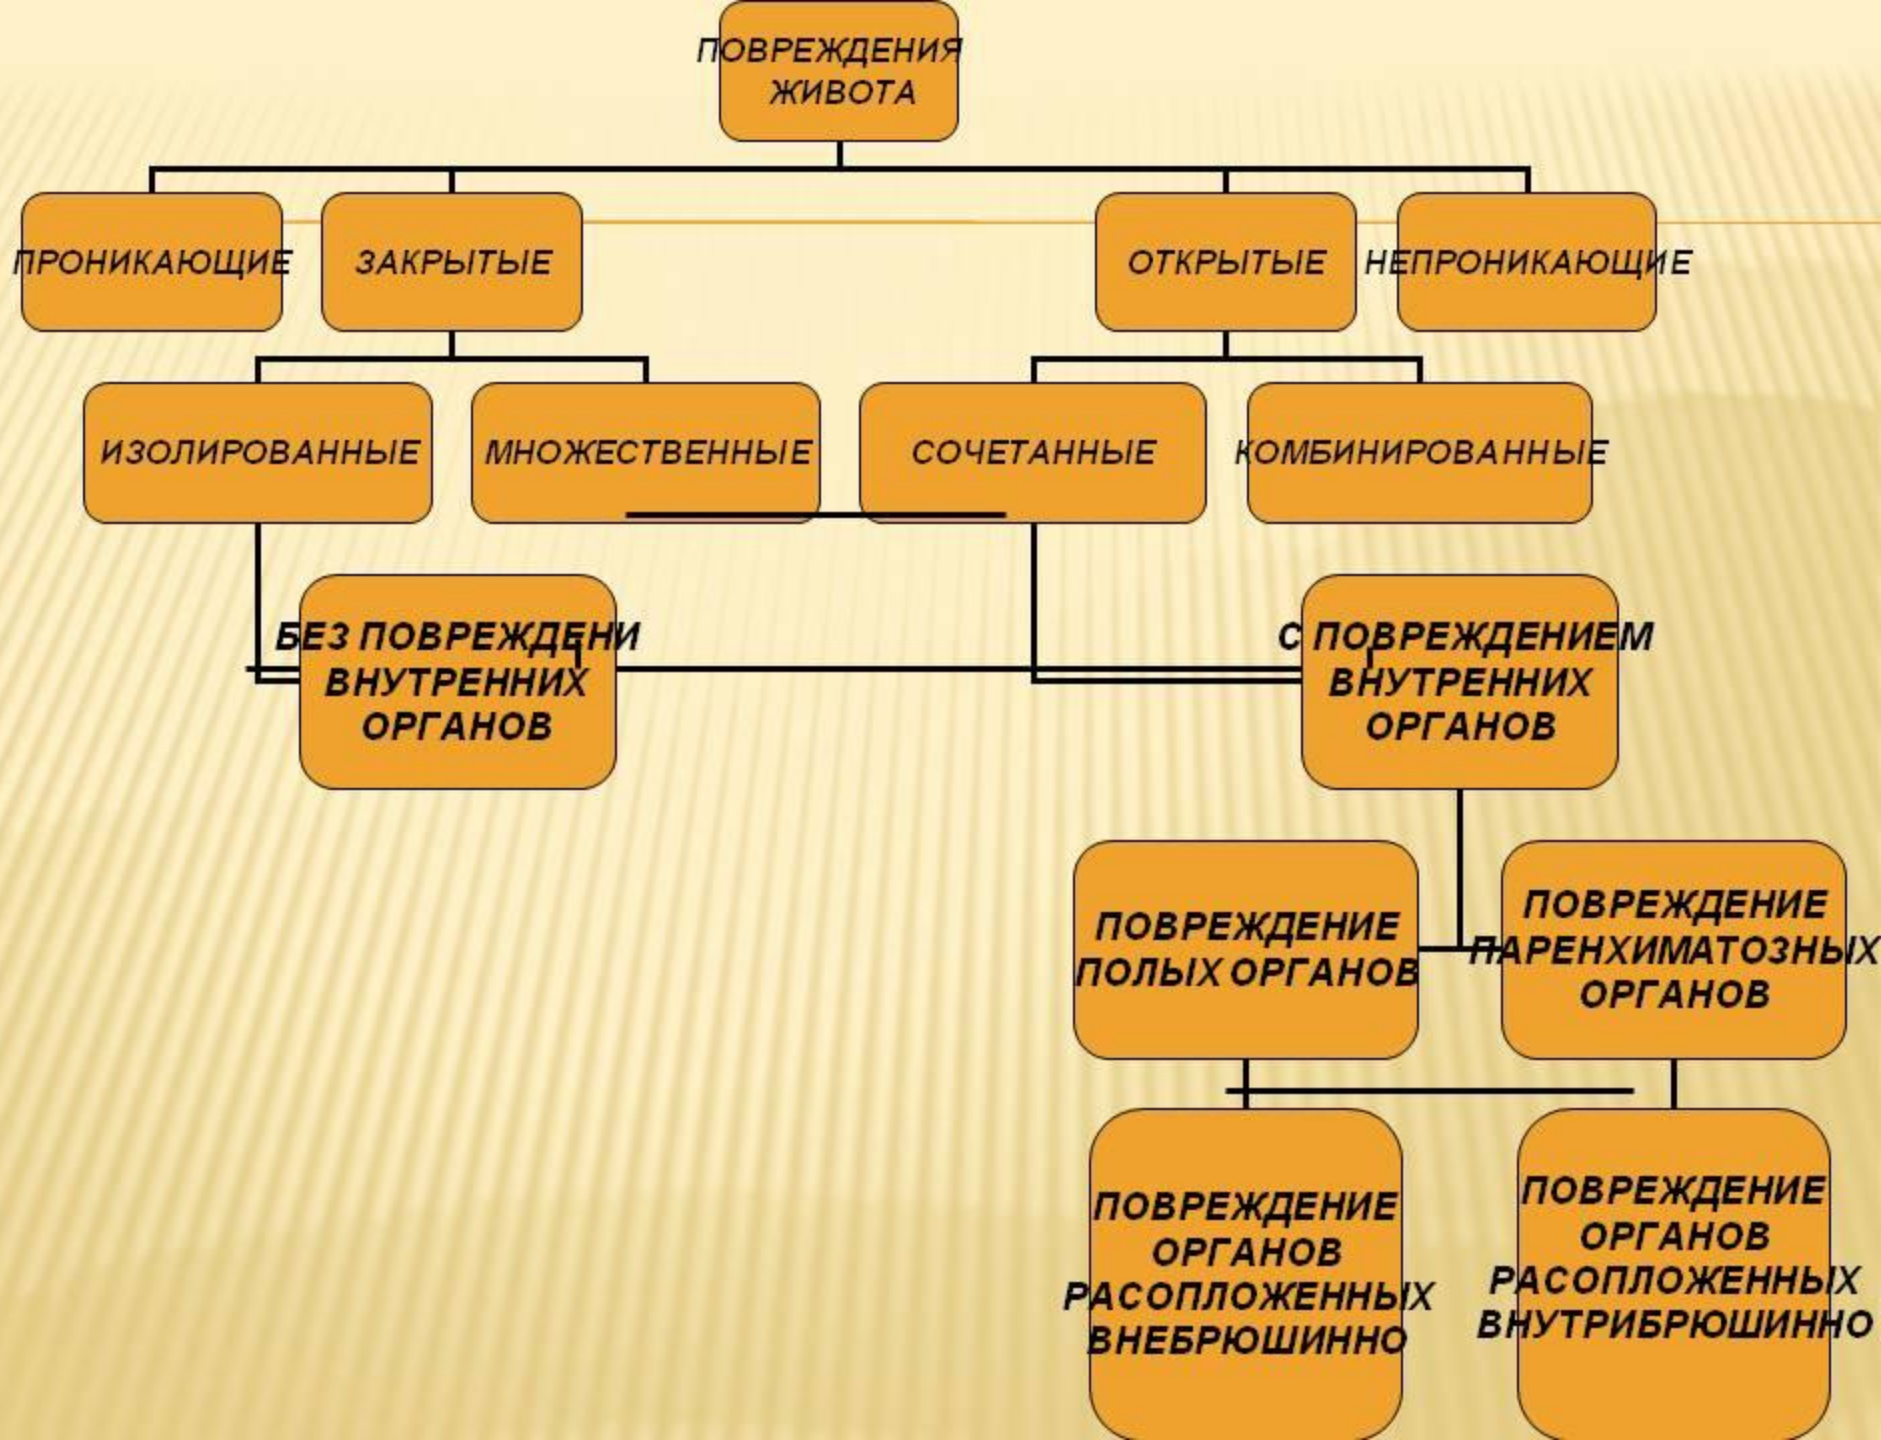 ПОВРЕЖДЕНИЯ
ЖИВОТА
ПРОНИКАЮЩИЕ
ЗАКРЫТЫЕ
ОТКРЫТЫЕ
НЕПРОНИКАЮЩИЕ
ИЗОЛИРОВАННЫЕ
МНОЖЕСТВЕННЫЕ
СОЧЕТАННЫЕ
КОМБИНИРОВАННЫЕ
БЕЗ ПОВРЕЖДЕНИ
ВНУТРЕННИХ
ОРГАНОВ
С ПОВРЕЖДЕНИЕМ
ВНУТРЕННИХ
ОРГАНОВ
ПОВРЕЖДЕНИЕ
ПОЛЫХ ОРГАНОВ
ПОВРЕЖДЕНИЕ
ПАРЕНХИМАТОЗНЫХ
ОРГАНОВ
ПОВРЕЖДЕНИЕ
ОРГАНОВ
РАСОПЛОЖЕННЫХ
ВНЕБРЮШИННО
ПОВРЕЖДЕНИЕ
ОРГАНОВ
РАСОПЛОЖЕННЫХ
ВНУТРИБРЮШИННО